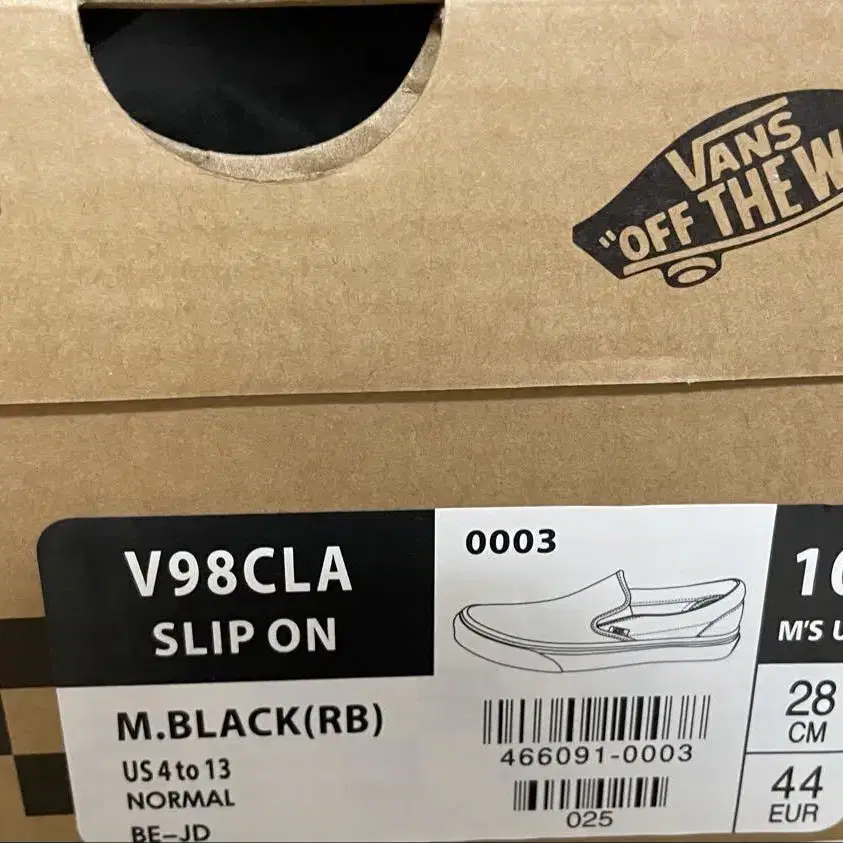 VANS
"OFF THE W
V98CLA
SLIP ON
0003
M'S U
M.BLACK(RB)
US 4 to 13
NORMAL
BE-JD
466091-0003
025
28
CM
44
EUR